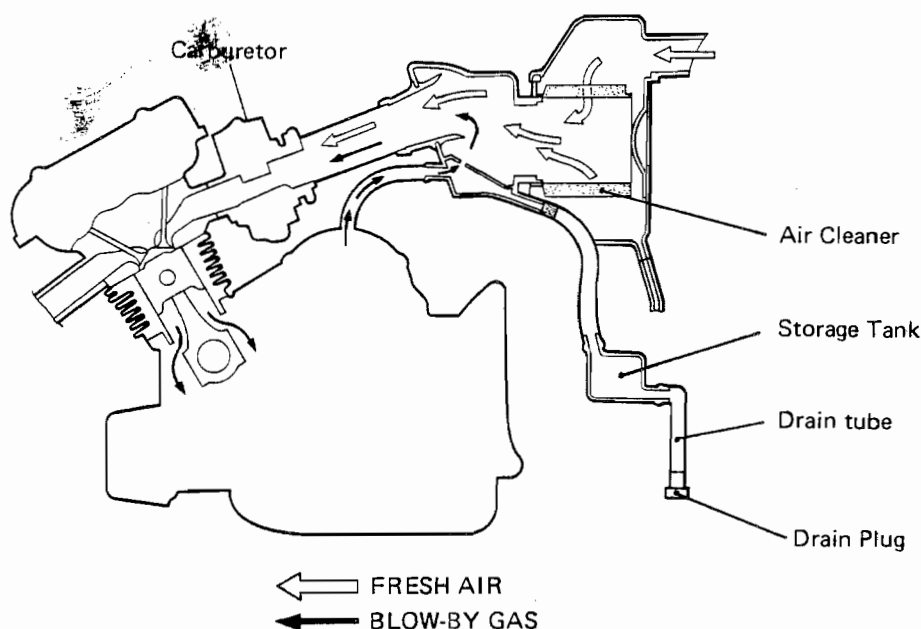 Carburetor
Air Cleaner
Storage Tank
Drain tube
Drain Plug
FRESH AIR
BLOW-BY GAS